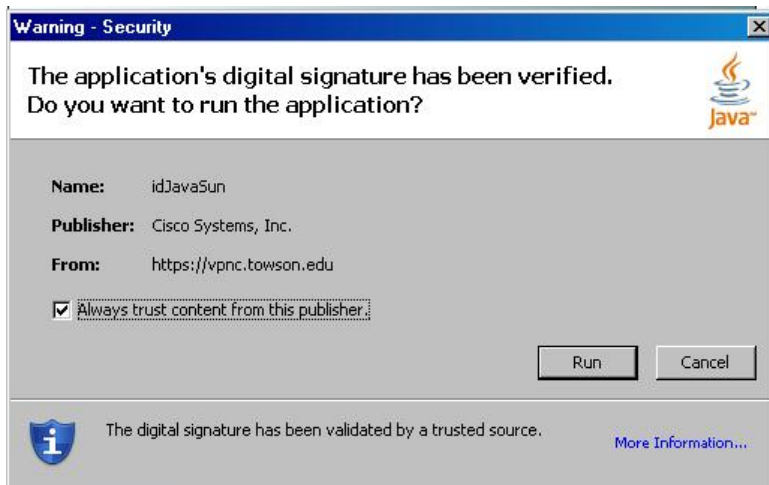 Warning - Security
The application's digital signature has been verified.
Do you want to run the application?
Java™
Name: idJavaSun
Publisher: Cisco Systems, Inc.
From: https://vpnc.towson.edu
Always trust content from this publisher.
Run Cancel
The digital signature has been validated by a trusted source.
More Information...